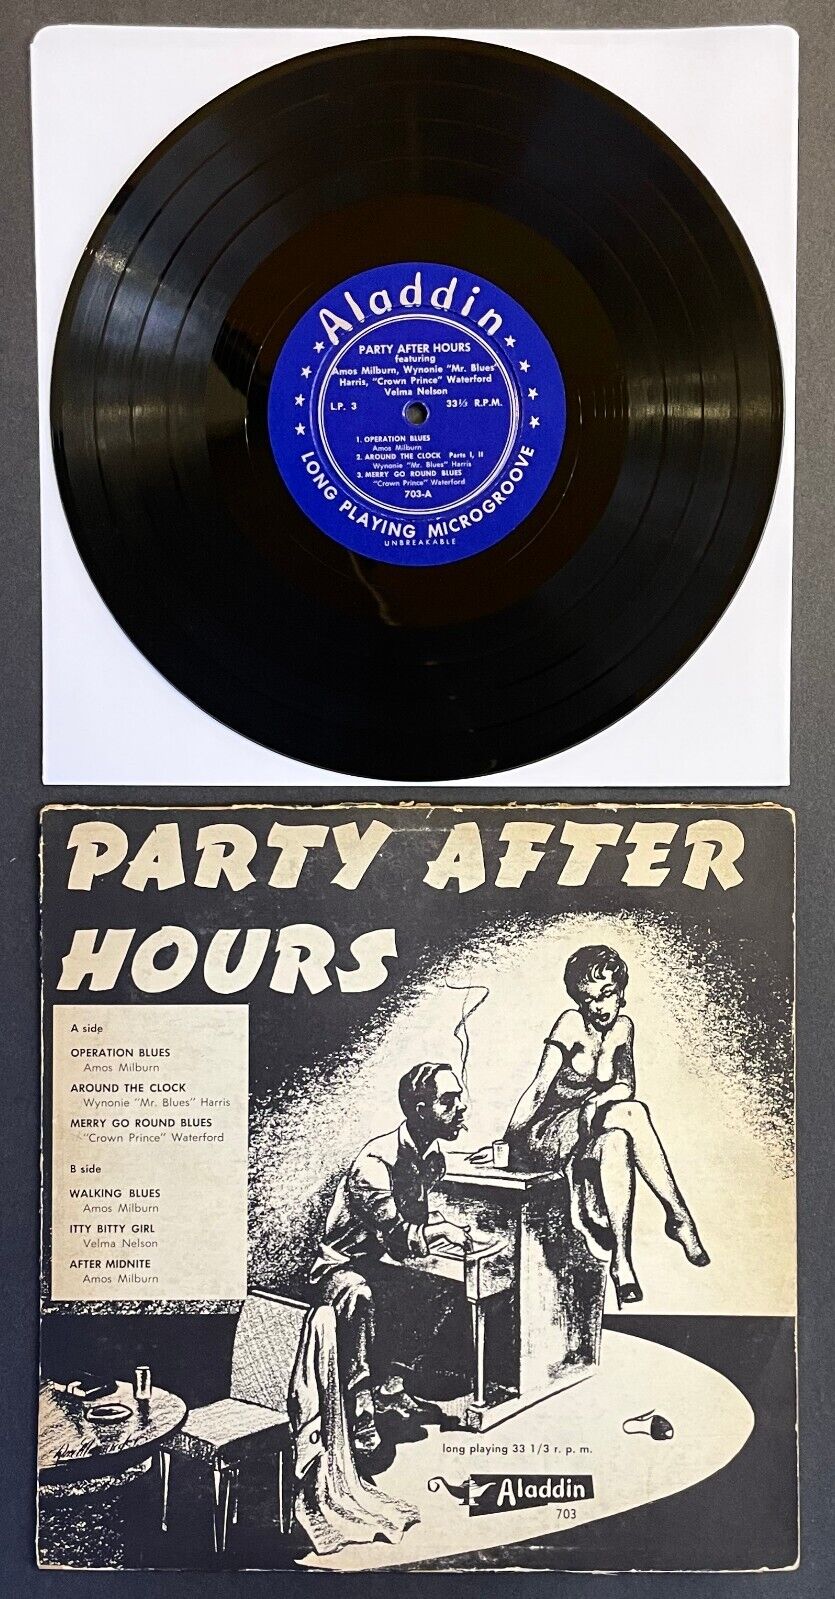 Aladdin
PARTY AFTER HOURS
featuring
Amos Milburn, Wynonie "Mr. Blues"
Harris, "Crown Prince" Waterford
Velma Nelson
L.P. 3 33⅓ R.P.M.
1. OPERATION BLUES
Amos Milburn
2. AROUND THE CLOCK Parts I, II
Wynonie "Mr. Blues" Harris
3. MERRY GO ROUND BLUES
"Crown Prince" Waterford
703-A
LONG PLAYING MICROGROOVE
UNBREAKABLE
PARTY AFTER
HOURS
A side
OPERATION BLUES
Amos Milburn
AROUND THE CLOCK
Wynonie "Mr. Blues" Harris
MERRY GO ROUND BLUES
"Crown Prince" Waterford
B side
WALKING BLUES
Amos Milburn
ITTY BITTY GIRL
Velma Nelson
AFTER MIDNITE
Amos Milburn
long playing 33 1/3 r. p. m.
Aladdin
703